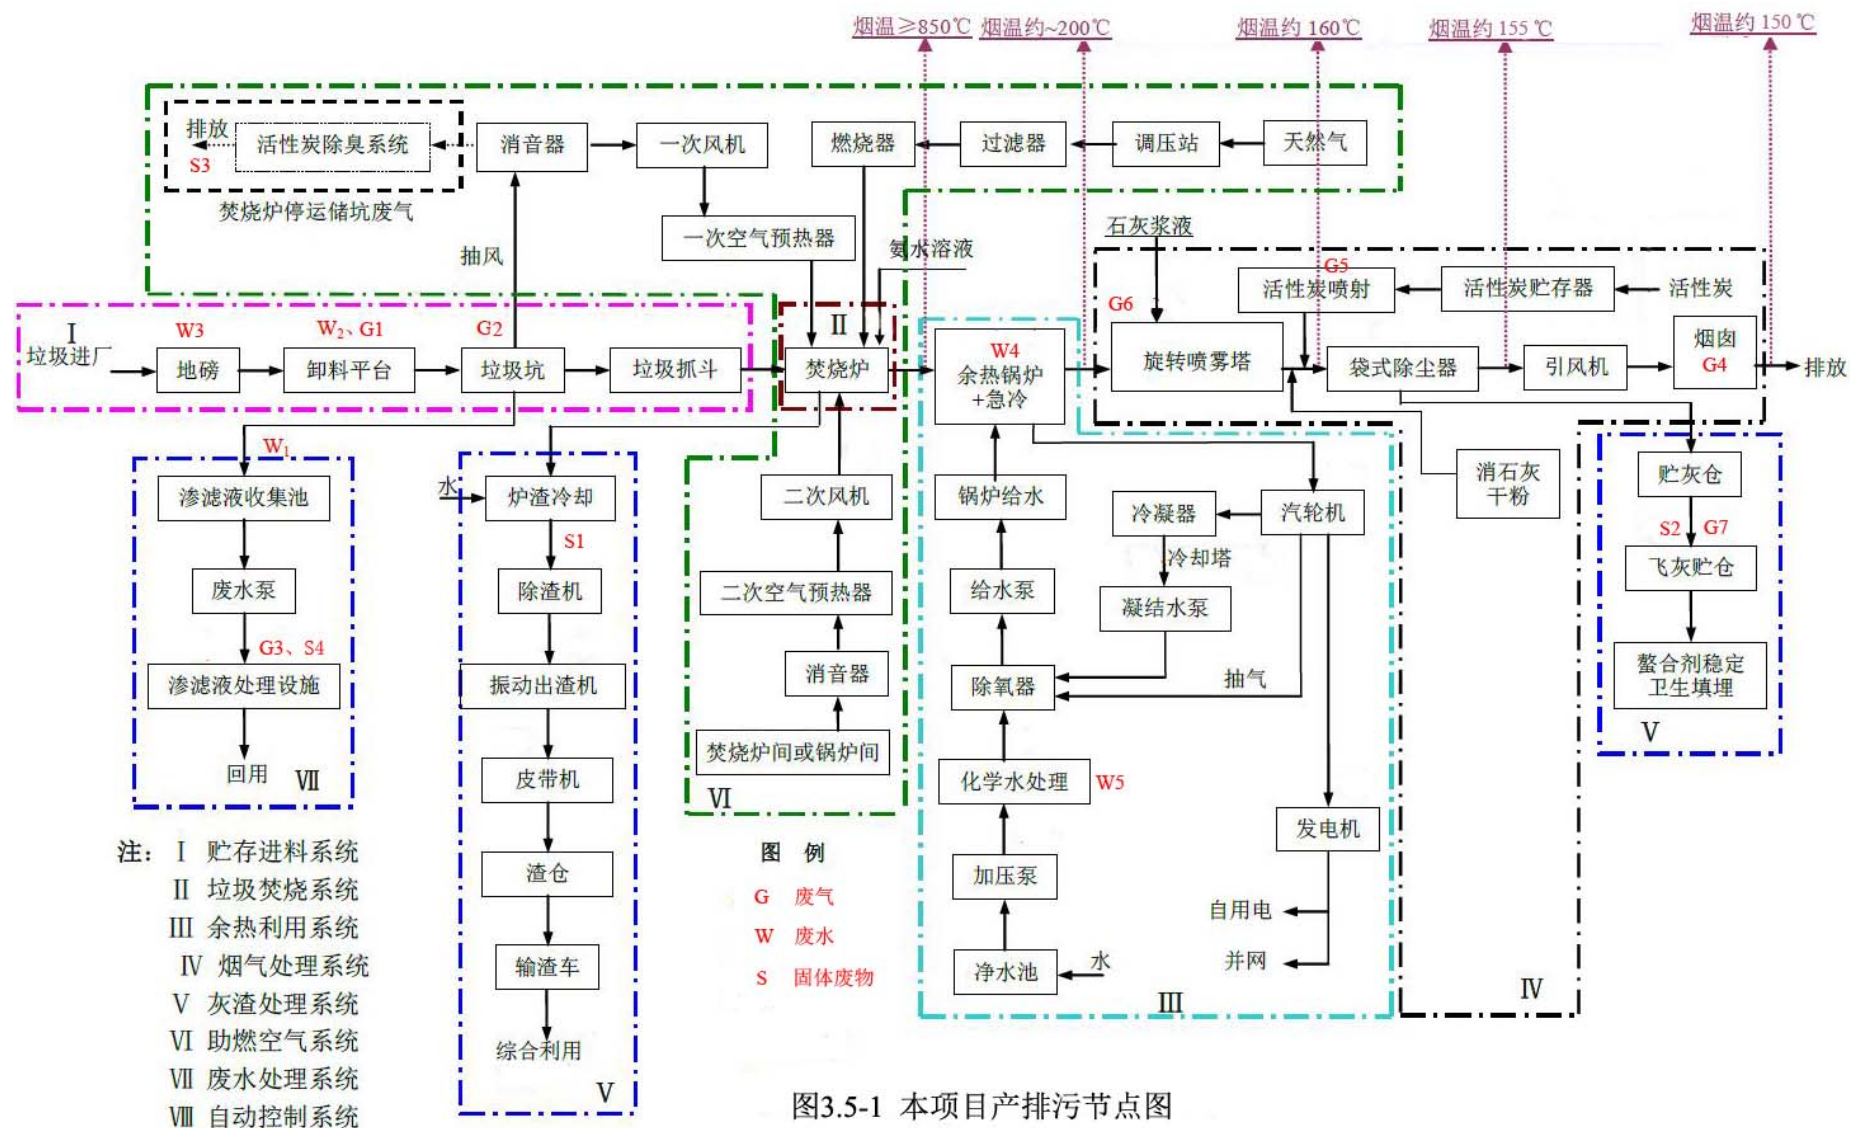 烟温≥850℃
烟温约~200℃
烟温约 160℃
烟温约 155℃
烟温约 150℃
排放
S3
活性炭除臭系统
消音器
一次风机
燃烧器
过滤器
调压站
天然气
焚烧炉停运储坑废气
抽风
一次空气预热器
氨水溶液
石灰浆液
G5
活性炭喷射
活性炭贮存器
活性炭
G6
Ⅰ
垃圾进厂
W3
地磅
W₂、G1
卸料平台
G2
垃圾坑
垃圾抓斗
Ⅱ
焚烧炉
W4
余热锅炉
+急冷
旋转喷雾塔
袋式除尘器
引风机
烟囱
G4
排放
W₁
渗滤液收集池
废水泵
G3、S4
渗滤液处理设施
回用
Ⅶ
水
炉渣冷却
S1
除渣机
振动出渣机
皮带机
渣仓
输渣车
综合利用
Ⅴ
二次风机
二次空气预热器
消音器
焚烧炉间或锅炉间
Ⅵ
锅炉给水
给水泵
除氧器
化学水处理
W5
加压泵
净水池
水
冷凝器
汽轮机
冷却塔
凝结水泵
抽气
发电机
自用电
并网
Ⅲ
消石灰
干粉
Ⅳ
贮灰仓
S2
G7
飞灰贮仓
螯合剂稳定
卫生填埋
Ⅴ
注： Ⅰ 贮存进料系统
Ⅱ 垃圾焚烧系统
Ⅲ 余热利用系统
Ⅳ 烟气处理系统
Ⅴ 灰渣处理系统
Ⅵ 助燃空气系统
Ⅶ 废水处理系统
Ⅷ 自动控制系统
图 例
G 废气
W 废水
S 固体废物
图3.5-1 本项目产排污节点图